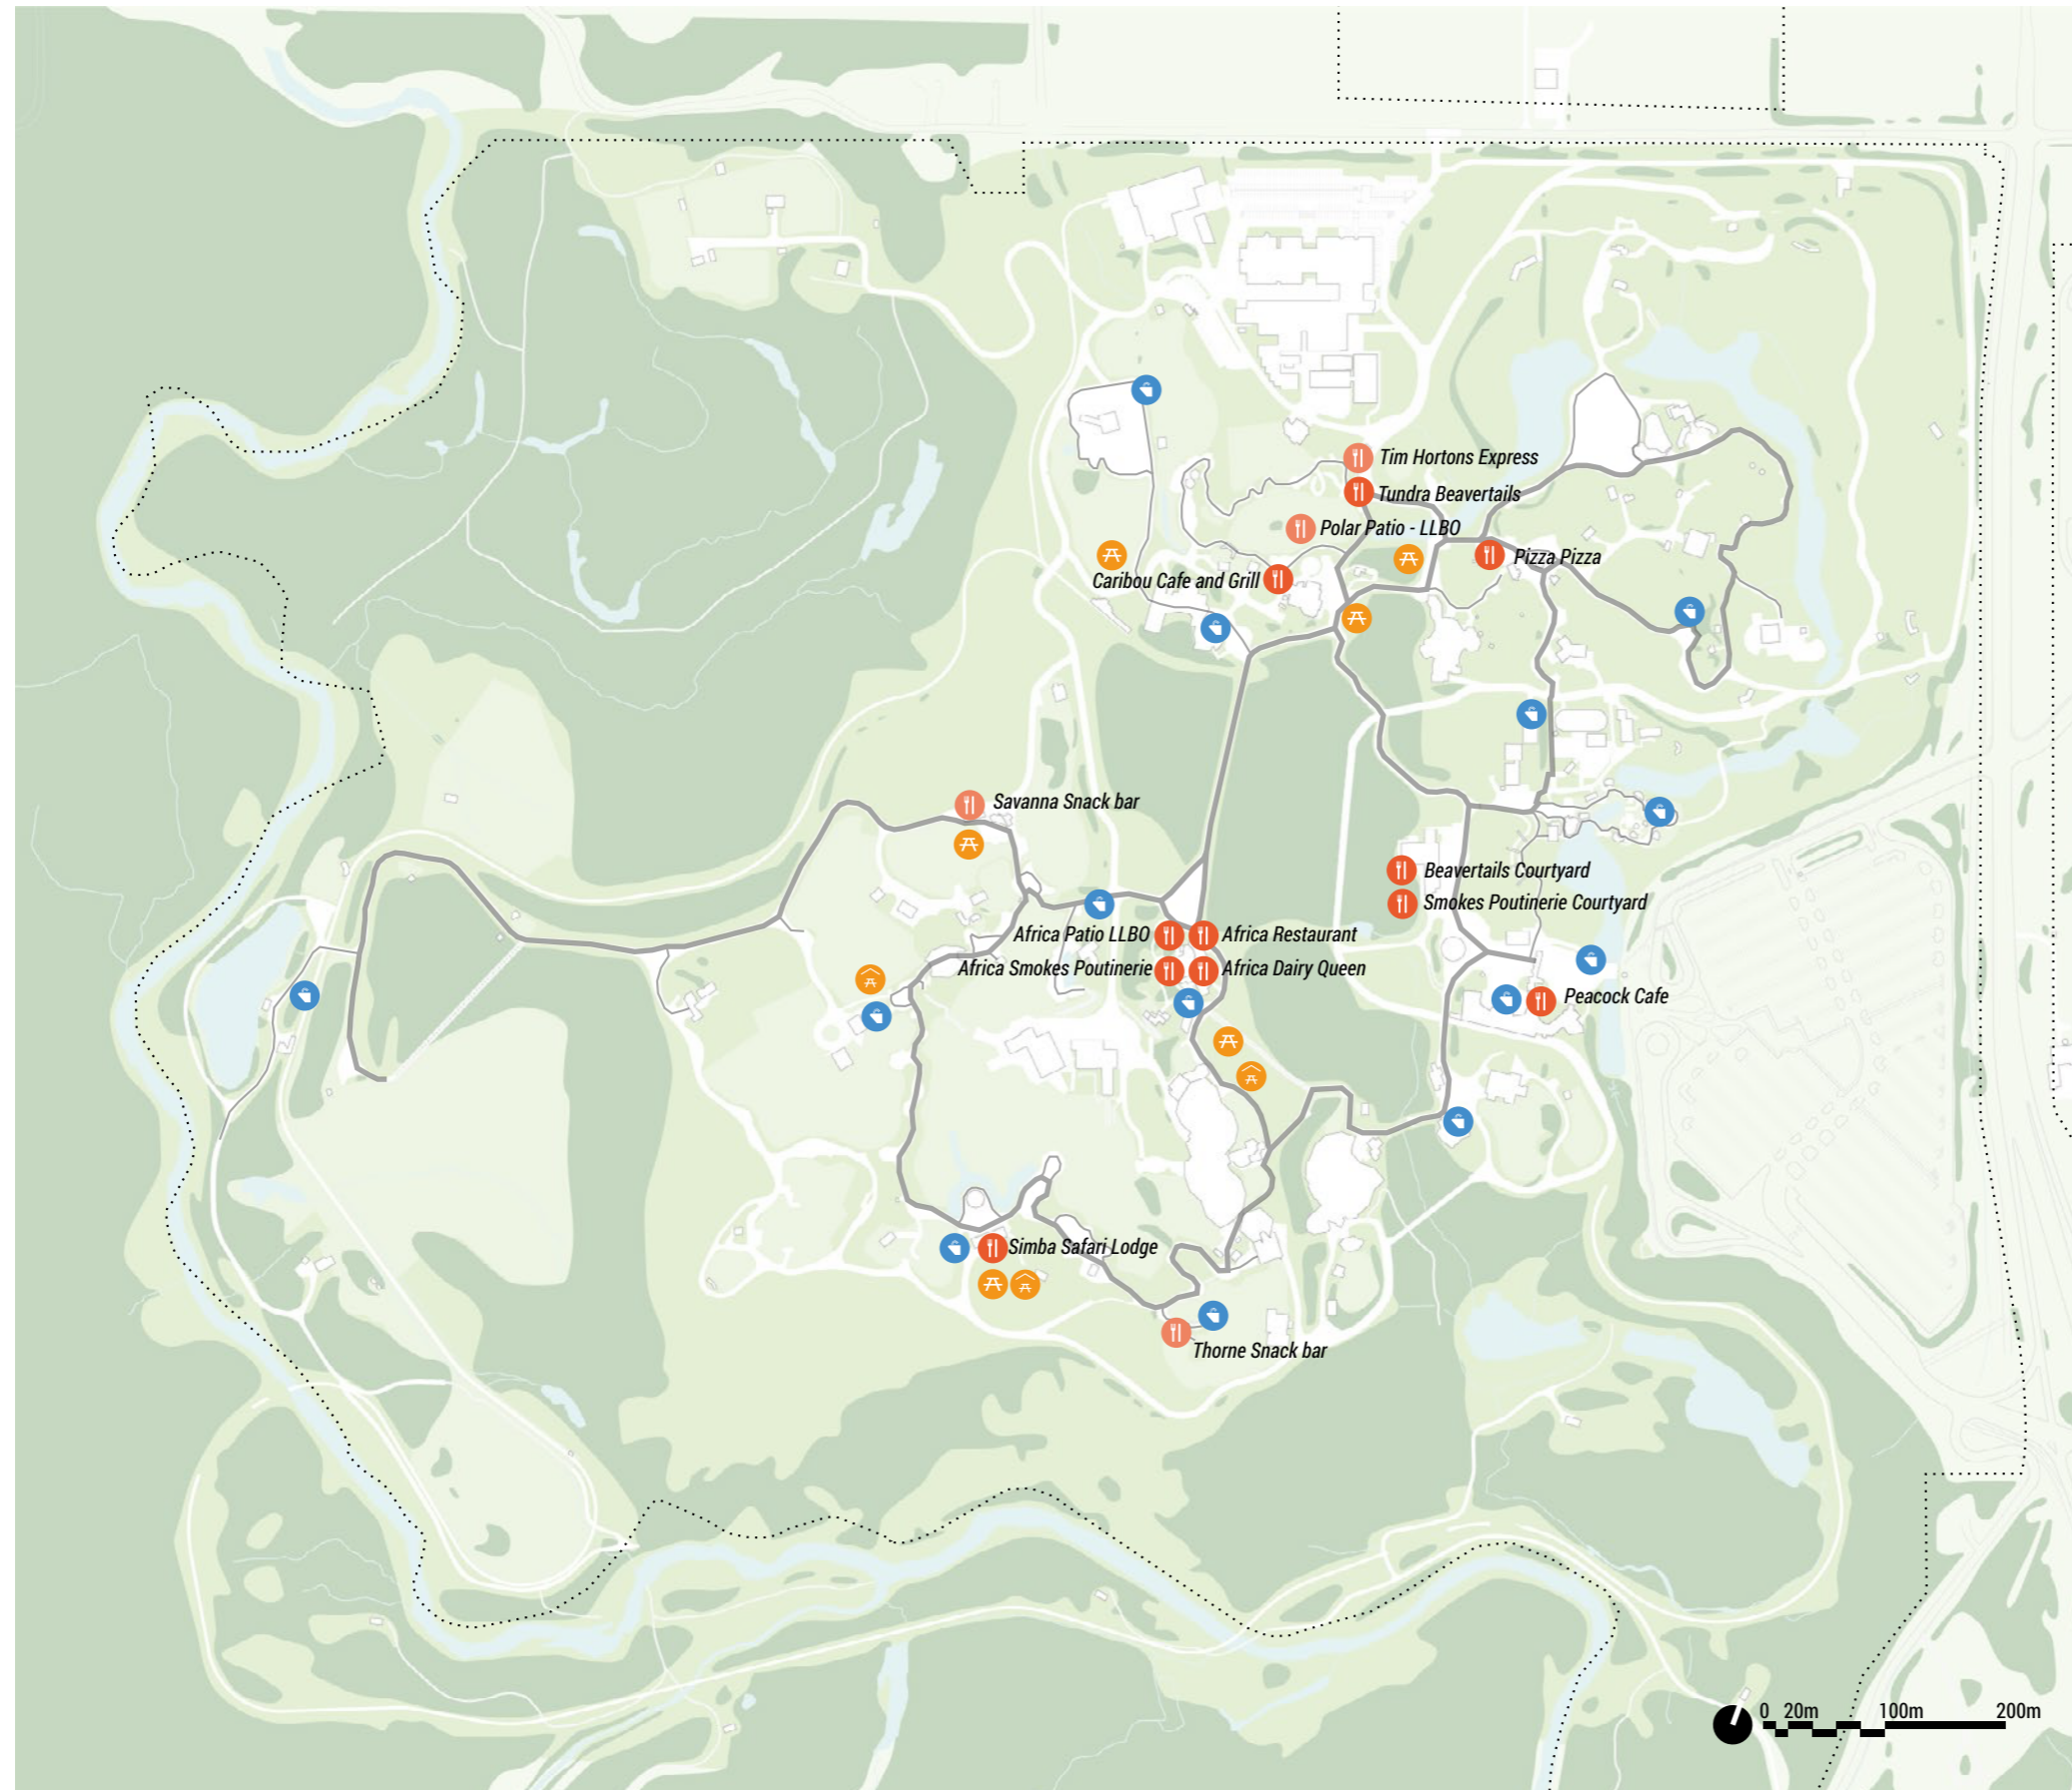 Tim Hortons Express
Tundra Beavertails
Polar Patio - LLBO
Pizza Pizza
Caribou Cafe and Grill
Savanna Snack bar
Beavertails Courtyard
Smokes Poutinerie Courtyard
Africa Patio LLBO
Africa Restaurant
Africa Smokes Poutinerie
Africa Dairy Queen
Peacock Cafe
Simba Safari Lodge
Thorne Snack bar
0 20m 100m 200m